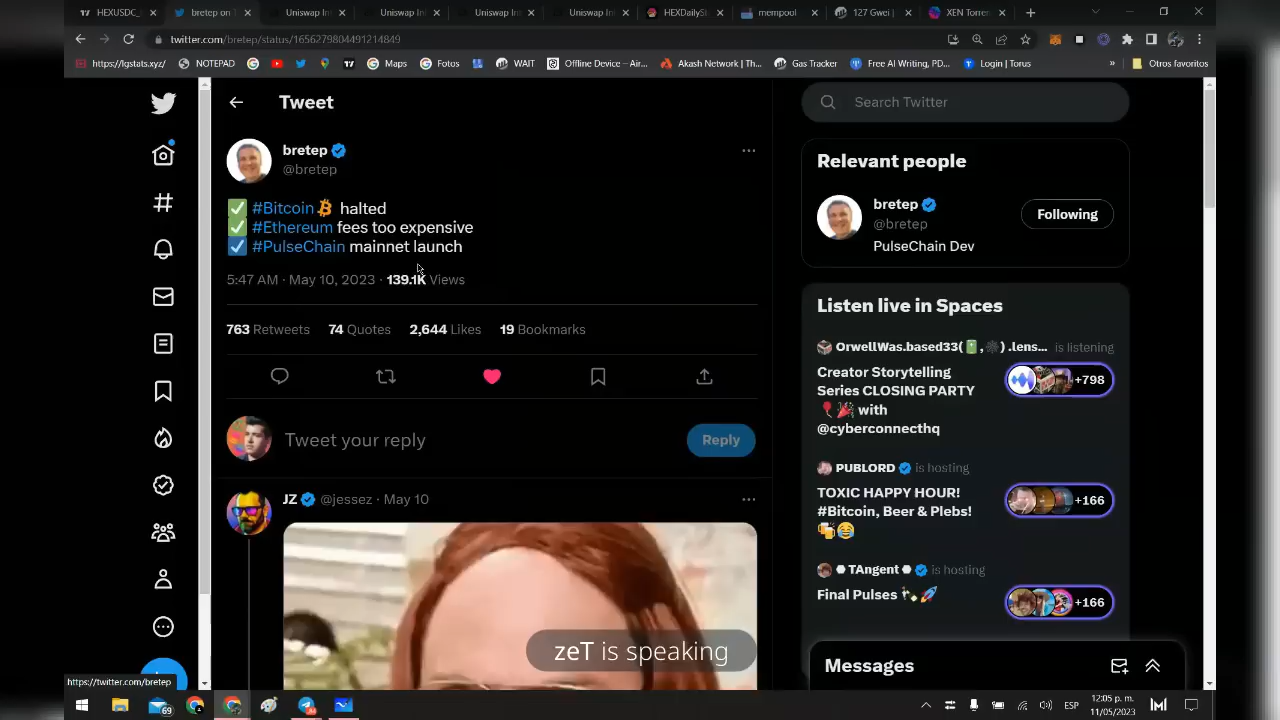 HEXUSDC_
bretep on
Uniswap In
Uniswap In
Uniswap In
Uniswap In
HEXDailySt
mempool
127 Gwei |
XEN Torren
twitter.com/bretep/status/1656279804491214849
https://lgstats.xyz/
NOTEPAD
Maps
Fotos
WAIT
Offline Device – Air...
Akash Network | Th...
Gas Tracker
Free AI Writing, PD...
Login | Torus
»
Otros favoritos
Tweet
Search Twitter
bretep
@bretep
#Bitcoin halted
#Ethereum fees too expensive
#PulseChain mainnet launch
5:47 AM · May 10, 2023 · 139.1K Views
763 Retweets 74 Quotes 2,644 Likes 19 Bookmarks
Tweet your reply
Reply
JZ @jessez · May 10
zeT is speaking
Relevant people
bretep
@bretep
Following
PulseChain Dev
Listen live in Spaces
OrwellWas.based33( , ) .lens... is listening
Creator Storytelling
Series CLOSING PARTY
with
@cyberconnecthq
+798
PUBLORD is hosting
TOXIC HAPPY HOUR!
#Bitcoin, Beer & Plebs!
+166
TAngent is hosting
Final Pulses
+166
Messages
https://twitter.com/bretep
69
ESP
12:05 p. m.
11/05/2023